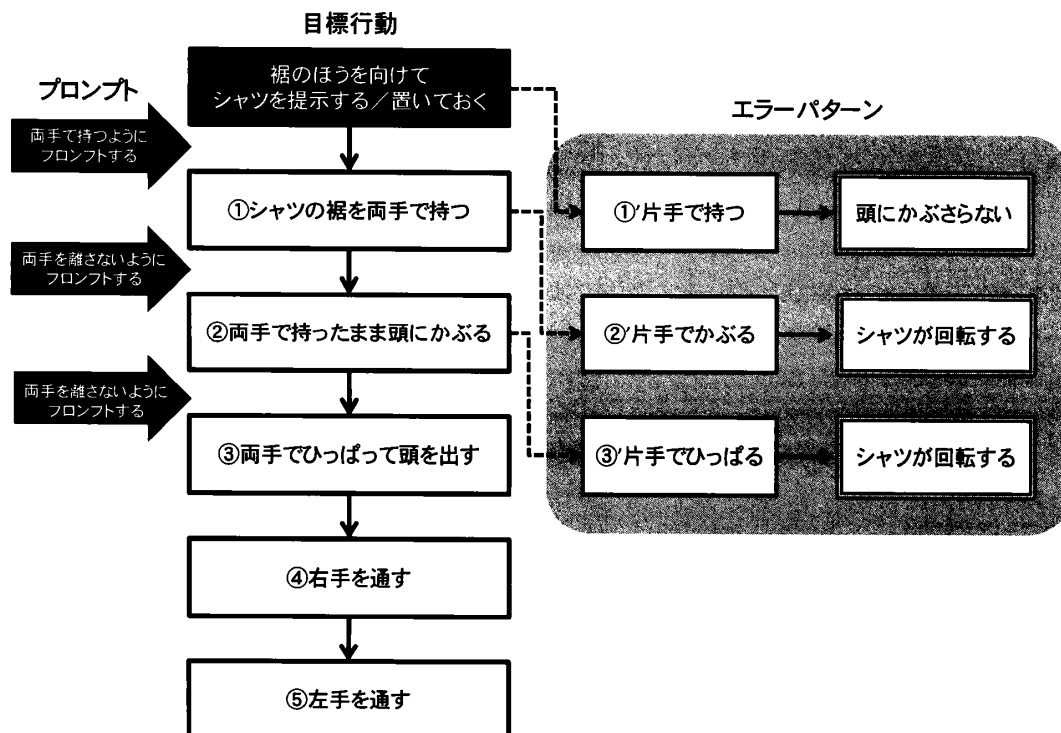 目標行動
プロンプト
裾のほうを向けて
シャツを提示する／置いておく
両手で持つように
プロンプトする
エラーパターン
①シャツの裾を両手で持つ
①’片手で持つ
頭にかぶさらない
両手を離さないように
プロンプトする
②両手で持ったまま頭にかぶる
②’片手でかぶる
シャツが回転する
両手を離さないように
プロンプトする
③両手でひっぱって頭を出す
③’片手でひっぱる
シャツが回転する
④右手を通す
⑤左手を通す